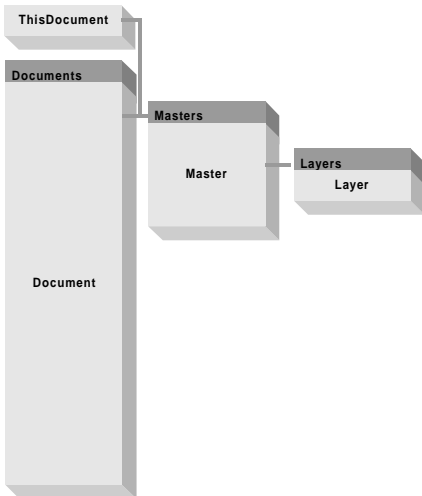 ThisDocument
Documents
Document
Masters
Master
Layers
Layer